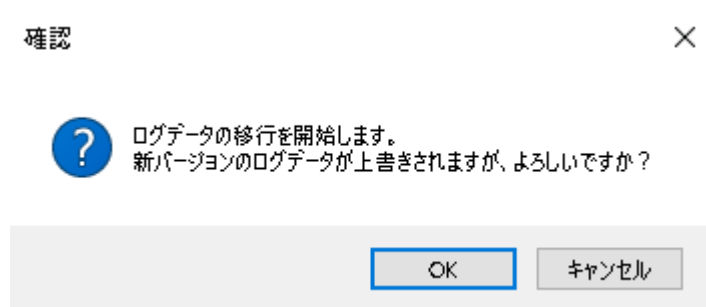 確認
ログデータの移行を開始します。
新バージョンのログデータが上書きされますが、よろしいですか？
OK
キャンセル